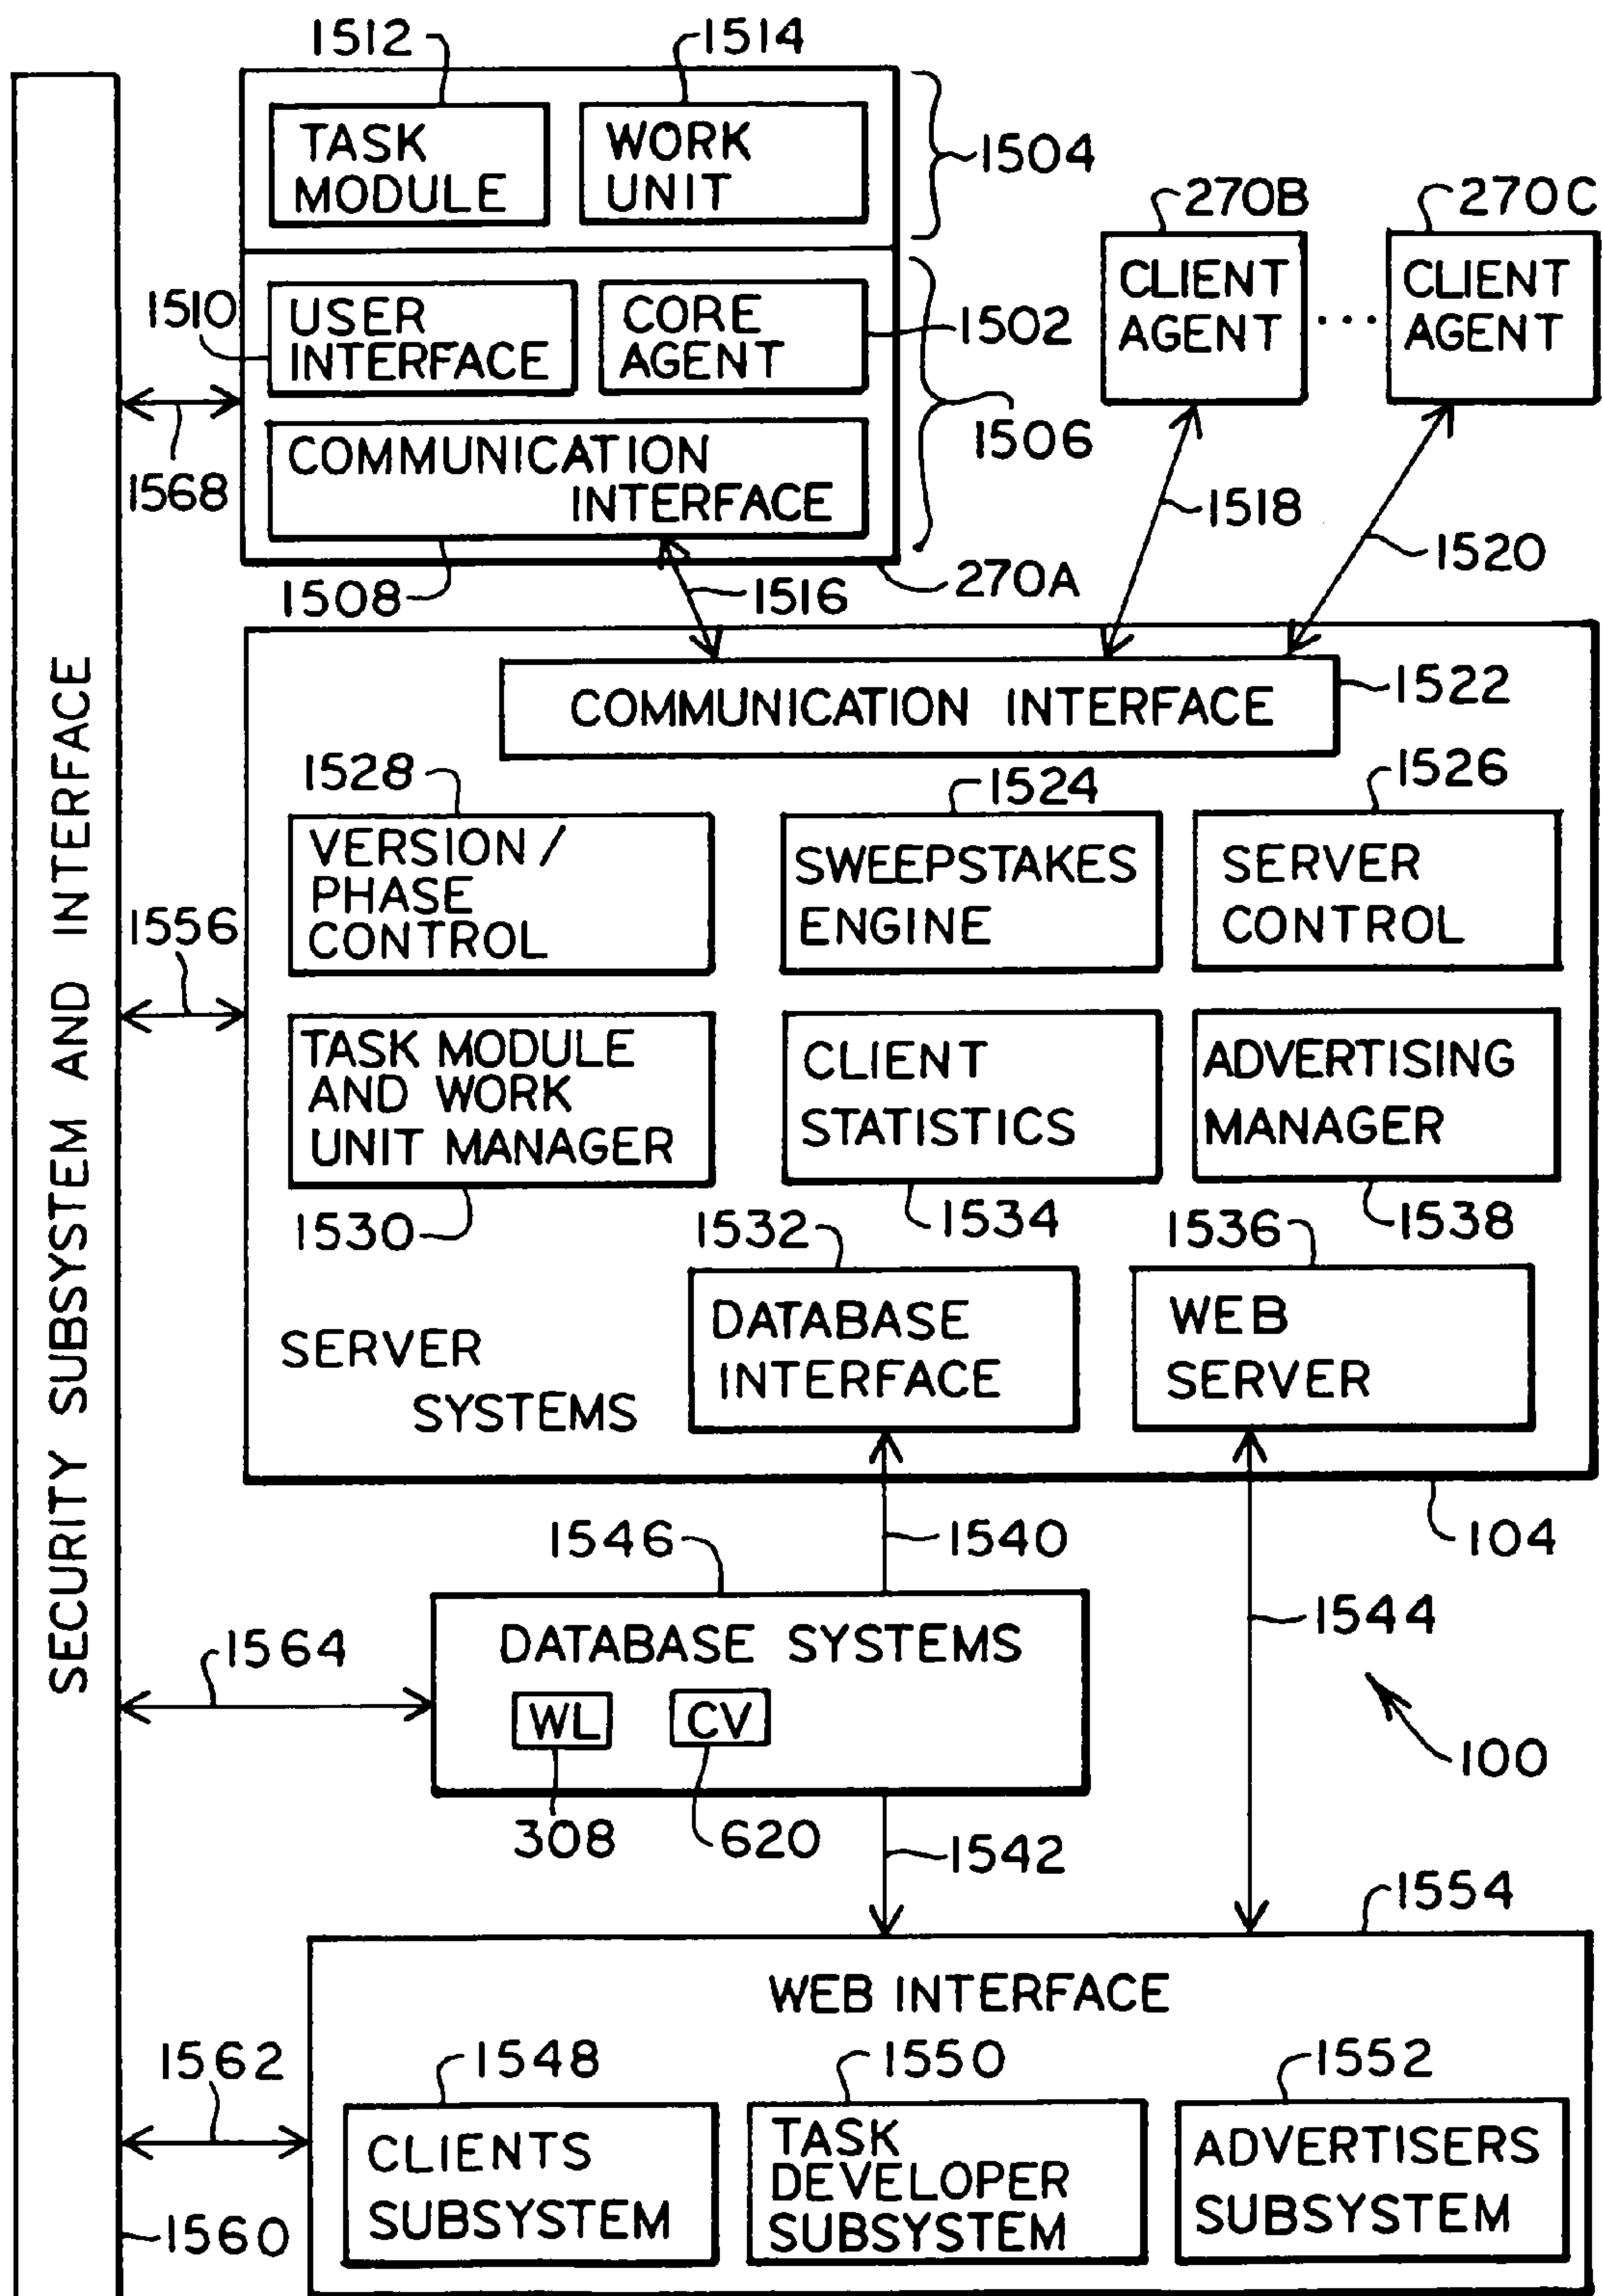 1512
1514
TASK
MODULE
WORK
UNIT
1504
270B
270C
CLIENT
AGENT
...
CLIENT
AGENT
1510
USER
INTERFACE
CORE
AGENT
1502
1506
COMMUNICATION
INTERFACE
1568
1508
1516
270A
1518
1520
COMMUNICATION INTERFACE
1522
1528
1524
1526
VERSION /
PHASE
CONTROL
SWEEPSTAKES
ENGINE
SERVER
CONTROL
1556
TASK MODULE
AND WORK
UNIT MANAGER
CLIENT
STATISTICS
ADVERTISING
MANAGER
1530
1532
1534
1536
1538
SERVER
SYSTEMS
DATABASE
INTERFACE
WEB
SERVER
SECURITY SUBSYSTEM AND INTERFACE
1546
1540
104
1544
1564
DATABASE SYSTEMS
WL
CV
100
308
620
1542
1554
WEB INTERFACE
1562
1548
1550
1552
CLIENTS
SUBSYSTEM
TASK
DEVELOPER
SUBSYSTEM
ADVERTISERS
SUBSYSTEM
1560